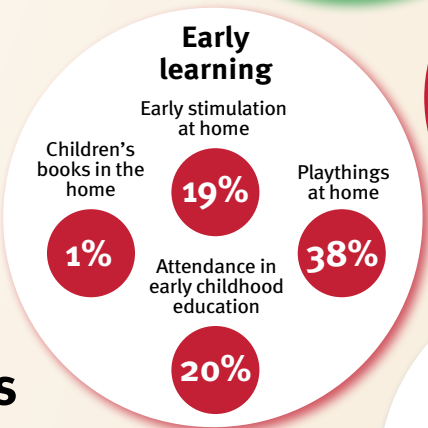 Early
learning
Early stimulation
at home
19%
Children's
books in the
home
1%
Playthings
at home
38%
Attendance in
early childhood
education
20%
s